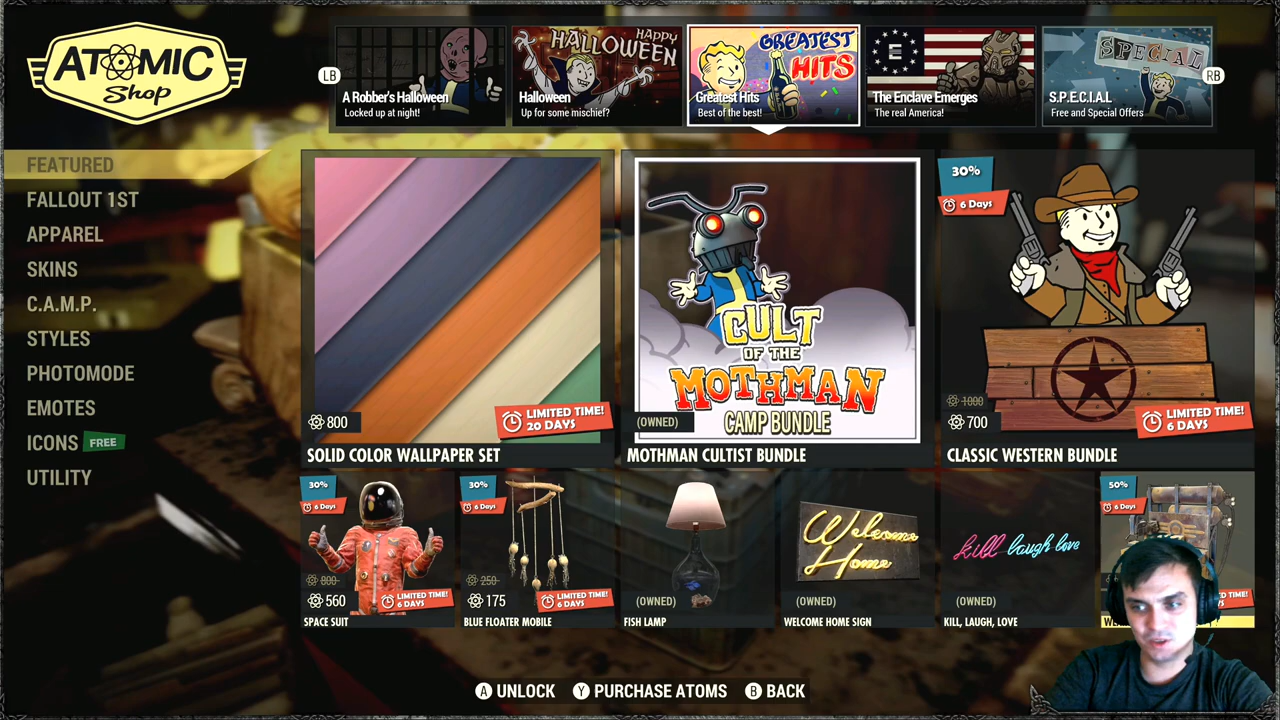 ATOMIC
Shop
LB
A Robber's Halloween
Locked up at night!
HAPPY
HALLOWEEN
Halloween
Up for some mischief?
GREATEST
HITS
Greatest Hits
Best of the best!
E
The Enclave Emerges
The real America!
SPECIAL
S.P.E.C.I.A.L
Free and Special Offers
RB
FEATURED
FALLOUT 1ST
APPAREL
SKINS
C.A.M.P.
STYLES
PHOTOMODE
EMOTES
ICONS FREE
UTILITY
800
LIMITED TIME!
20 DAYS
SOLID COLOR WALLPAPER SET
CULT
OF THE
MOTHMAN
CAMP BUNDLE
(OWNED)
MOTHMAN CULTIST BUNDLE
30%
6 Days
1000
700
LIMITED TIME!
6 DAYS
CLASSIC WESTERN BUNDLE
30%
6 Days
800
560
LIMITED TIME!
6 DAYS
SPACE SUIT
30%
6 Days
250
175
LIMITED TIME!
6 DAYS
BLUE FLOATER MOBILE
(OWNED)
FISH LAMP
Welcome
Home
(OWNED)
WELCOME HOME SIGN
kill laugh love
(OWNED)
KILL, LAUGH, LOVE
50%
6 Days
A UNLOCK
Y PURCHASE ATOMS
B BACK